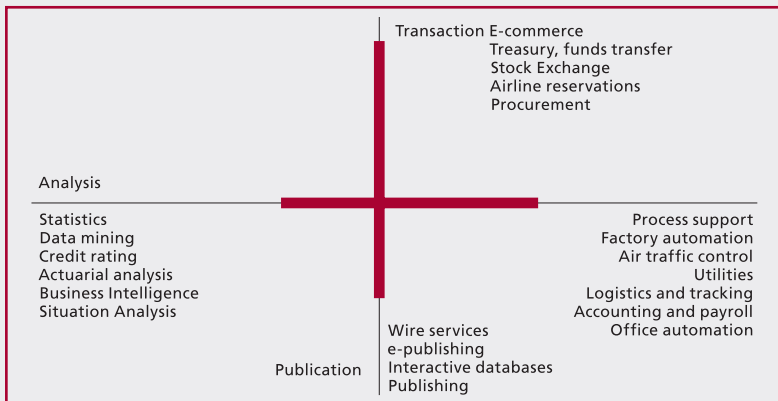 Transaction E-commerce
Treasury, funds transfer
Stock Exchange
Airline reservations
Procurement
Analysis
Statistics
Data mining
Credit rating
Actuarial analysis
Business Intelligence
Situation Analysis
Process support
Factory automation
Air traffic control
Utilities
Logistics and tracking
Accounting and payroll
Office automation
Publication
Wire services
e-publishing
Interactive databases
Publishing